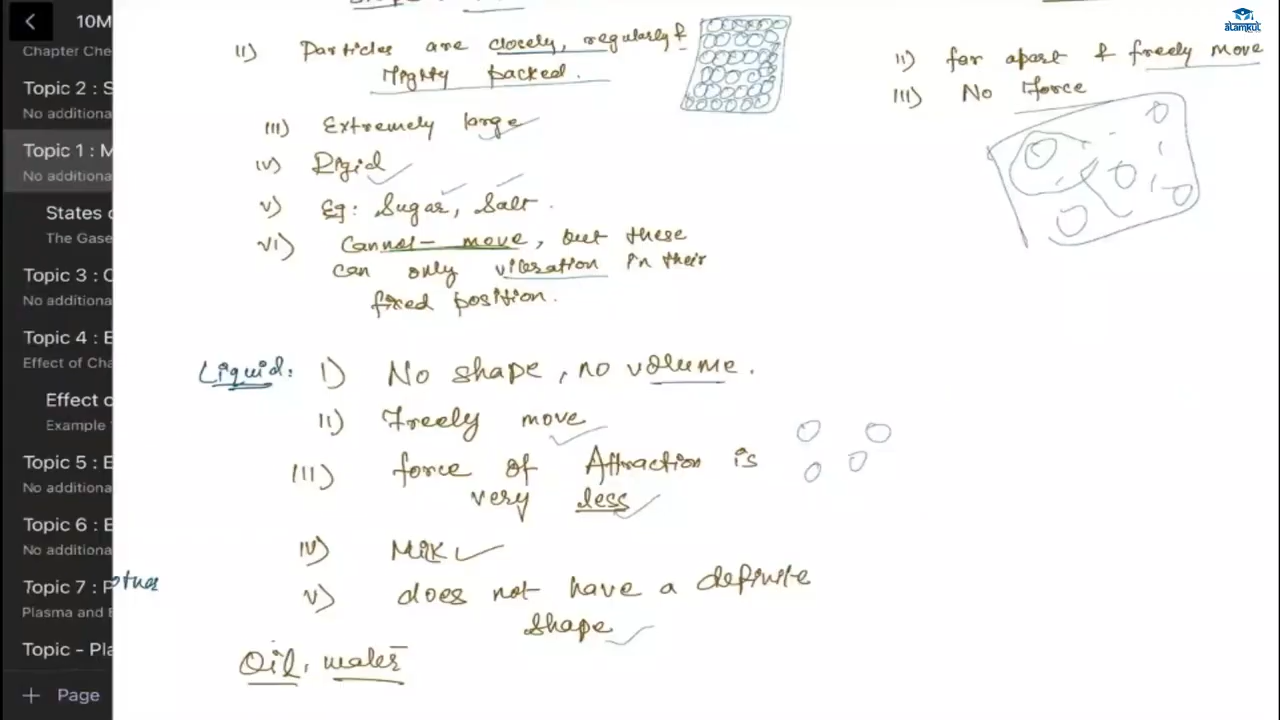 10M
Chapter Che
Topic 2 : S
No additiona
Topic 1 : M
No additiona
States o
The Gase
Topic 3 : C
No additiona
Topic 4 : E
Effect of Cha
Effect o
Example
Topic 5 : E
No additiona
Topic 6 : E
No additiona
Topic 7 : P
Plasma and E
Topic - Pla
+ Page
alamkul
II) Particles are closely, regularly &
Tighty packed.
III) Extremely large
IV) Rigid
V) Eg: Sugar, Salt.
VI) Cannot move, but these
can only vibration in their
fixed position.
II) far apart & freely move
III) No force
Liquid: I) No shape, no volume.
II) Freely move
III) force of Attraction is
very less
IV) Milk
V) does not have a definite
shape
Oil, water